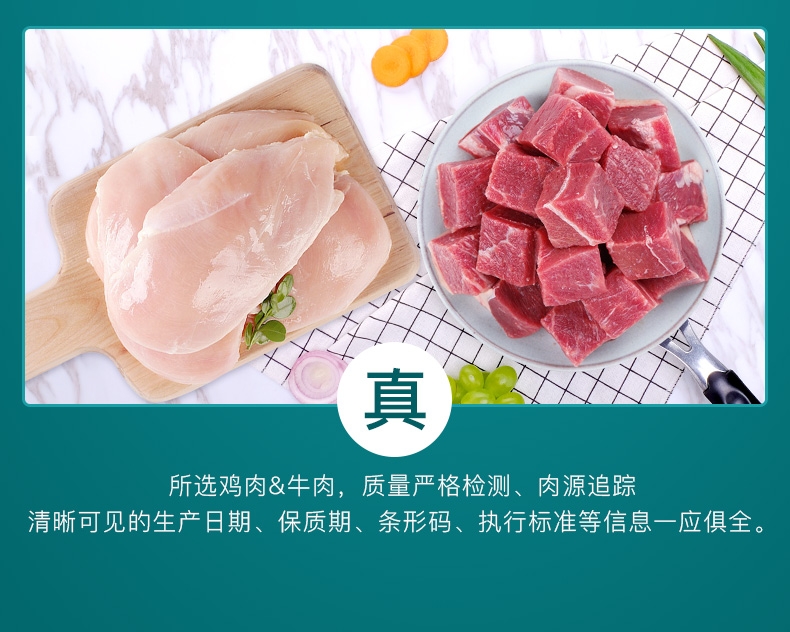 真
所选鸡肉&牛肉，质量严格检测、肉源追踪
清晰可见的生产日期、保质期、条形码、执行标准等信息一应俱全。